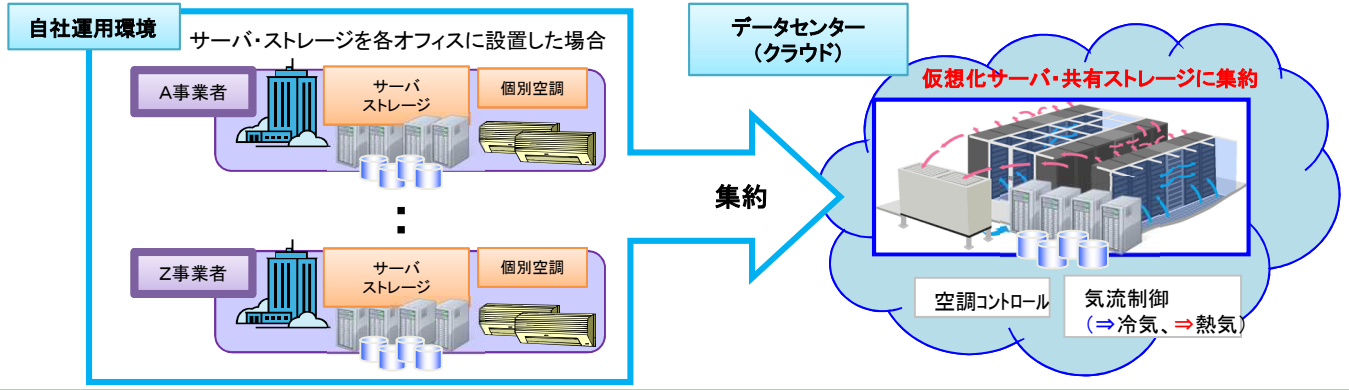 自社運用環境
サーバ・ストレージを各オフィスに設置した場合
A事業者
サーバ
ストレージ
個別空調
：
Z事業者
サーバ
ストレージ
個別空調
集約
データセンター
（クラウド）
仮想化サーバ・共有ストレージに集約
空調コントロール
気流制御
（⇒冷気、⇒熱気）